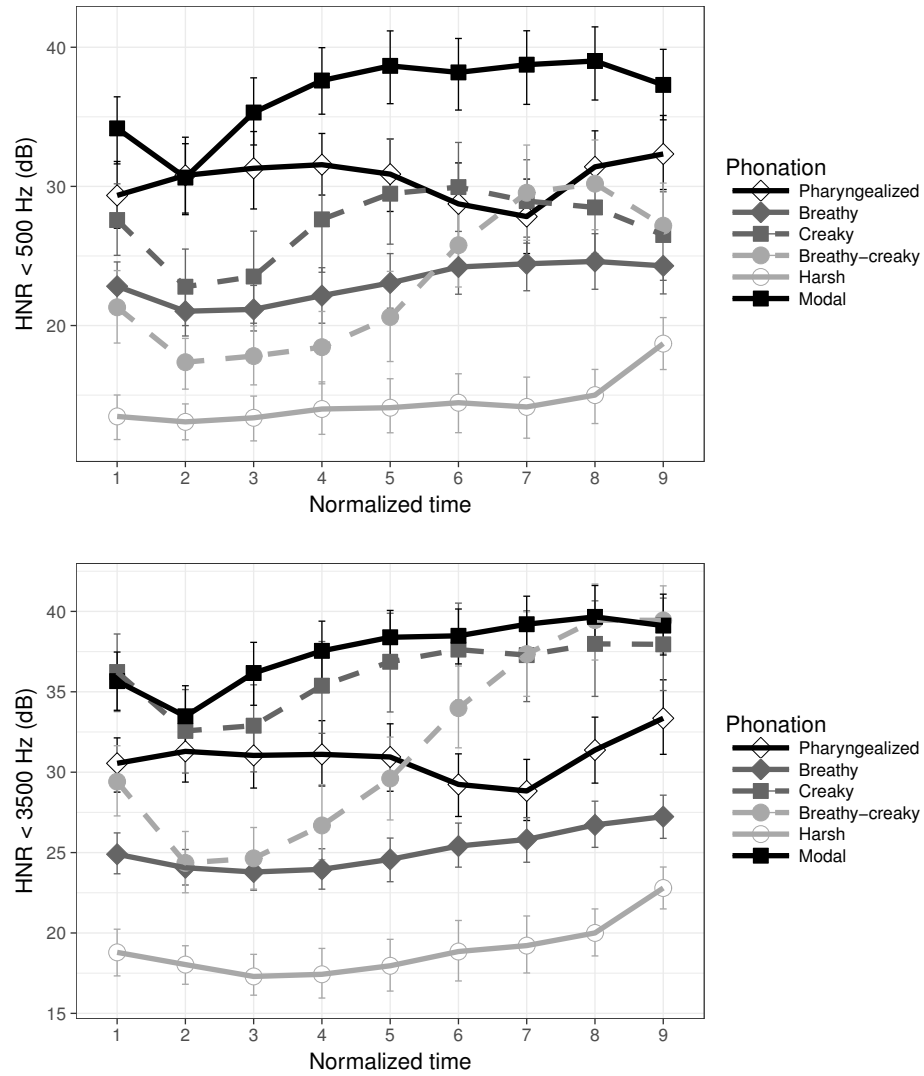 HNR < 500 Hz (dB)
40
30
20
1 2 3 4 5 6 7 8 9
Normalized time
Phonation
Pharyngealized
Breathy
Creaky
Breathy−creaky
Harsh
Modal
HNR < 3500 Hz (dB)
40
35
30
25
20
15
1 2 3 4 5 6 7 8 9
Normalized time
Phonation
Pharyngealized
Breathy
Creaky
Breathy−creaky
Harsh
Modal